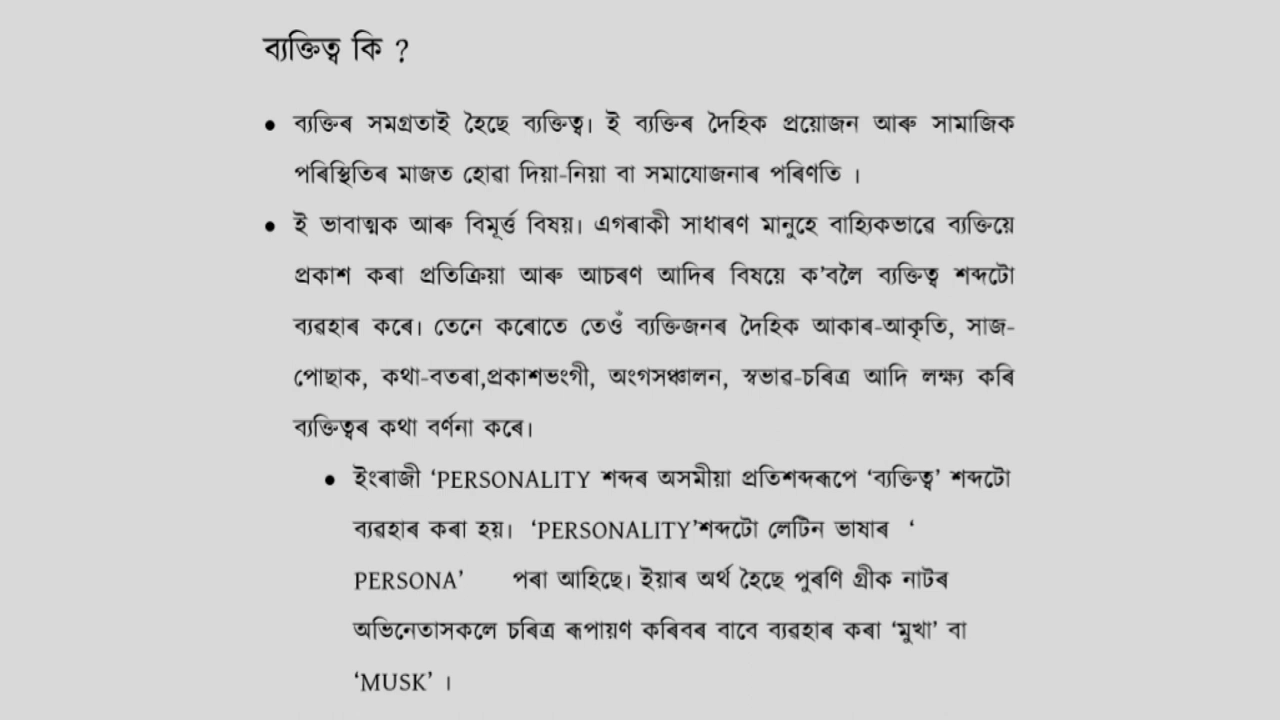 ব্যক্তিত্ব কি ?
• ব্যক্তিৰ সমগ্ৰতাই হৈছে ব্যক্তিত্ব। ই ব্যক্তিৰ দৈহিক প্ৰয়োজন আৰু সামাজিক
পৰিস্থিতিৰ মাজত হোৱা দিয়া-নিয়া বা সমাযোজনাৰ পৰিণতি ।
• ই ভাবাত্মক আৰু বিমূৰ্ত্ত বিষয়। এগৰাকী সাধাৰণ মানুহে বাহ্যিকভাৱে ব্যক্তিয়ে
প্ৰকাশ কৰা প্ৰতিক্ৰিয়া আৰু আচৰণ আদিৰ বিষয়ে ক’বলৈ ব্যক্তিত্ব শব্দটো
ব্যৱহাৰ কৰে। তেনে কৰোতে তেওঁ ব্যক্তিজনৰ দৈহিক আকাৰ-আকৃতি, সাজ-
পোছাক, কথা-বতৰা,প্ৰকাশভংগী, অংগসঞ্চালন, স্বভাৱ-চৰিত্ৰ আদি লক্ষ্য কৰি
ব্যক্তিত্বৰ কথা বৰ্ণনা কৰে।
• ইংৰাজী ‘PERSONALITY শব্দৰ অসমীয়া প্ৰতিশব্দৰূপে ‘ব্যক্তিত্ব’ শব্দটো
ব্যৱহাৰ কৰা হয়। ‘PERSONALITY’শব্দটো লেটিন ভাষাৰ ‘
PERSONA’ পৰা আহিছে। ইয়াৰ অৰ্থ হৈছে পুৰণি গ্ৰীক নাটৰ
অভিনেতাসকলে চৰিত্ৰ ৰূপায়ণ কৰিবৰ বাবে ব্যৱহাৰ কৰা ‘মুখা’ বা
‘MUSK’ ।